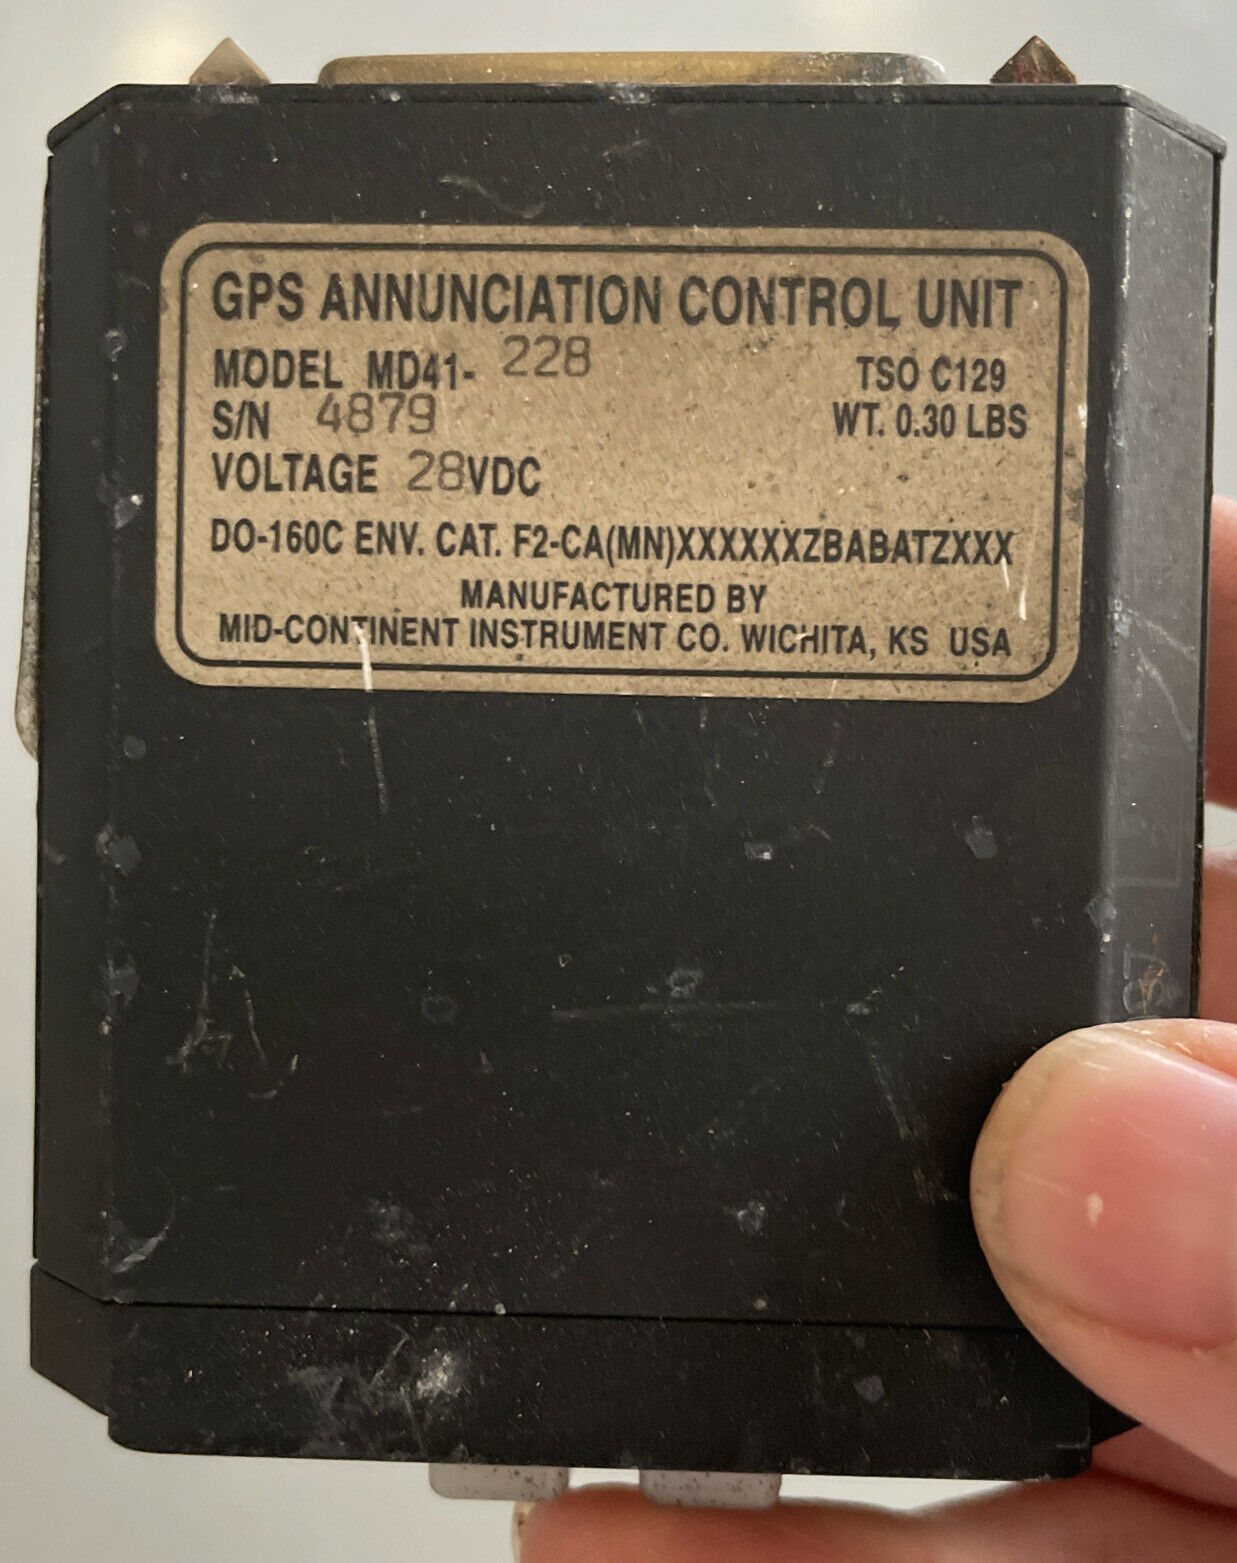 GPS ANNUNCIATION CONTROL UNIT
MODEL MD41- 228 TSO C129
S/N 4879 WT. 0.30 LBS
VOLTAGE 28VDC
DO-160C ENV. CAT. F2-CA(MN)XXXXXXZBABATZXXX
MANUFACTURED BY
MID-CONTINENT INSTRUMENT CO. WICHITA, KS USA